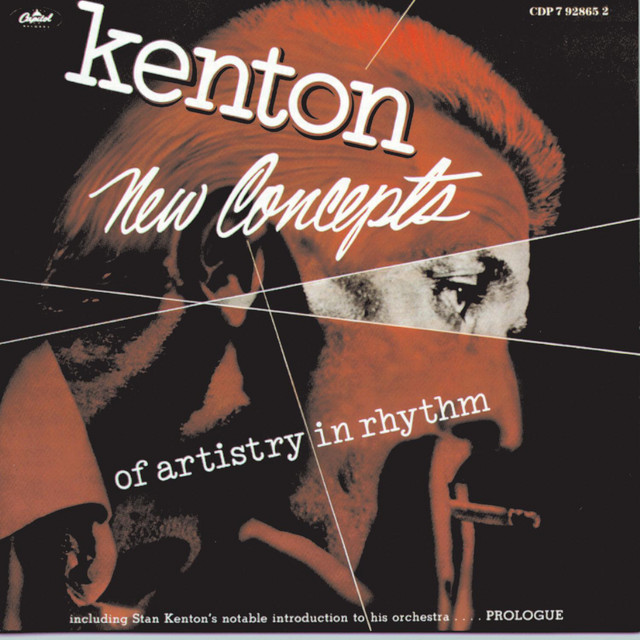 Capitol
RECORDS
CDP 7 92865 2
kenton
New Concepts
of artistry in rhythm
including Stan Kenton's notable introduction to his orchestra . . . . PROLOGUE